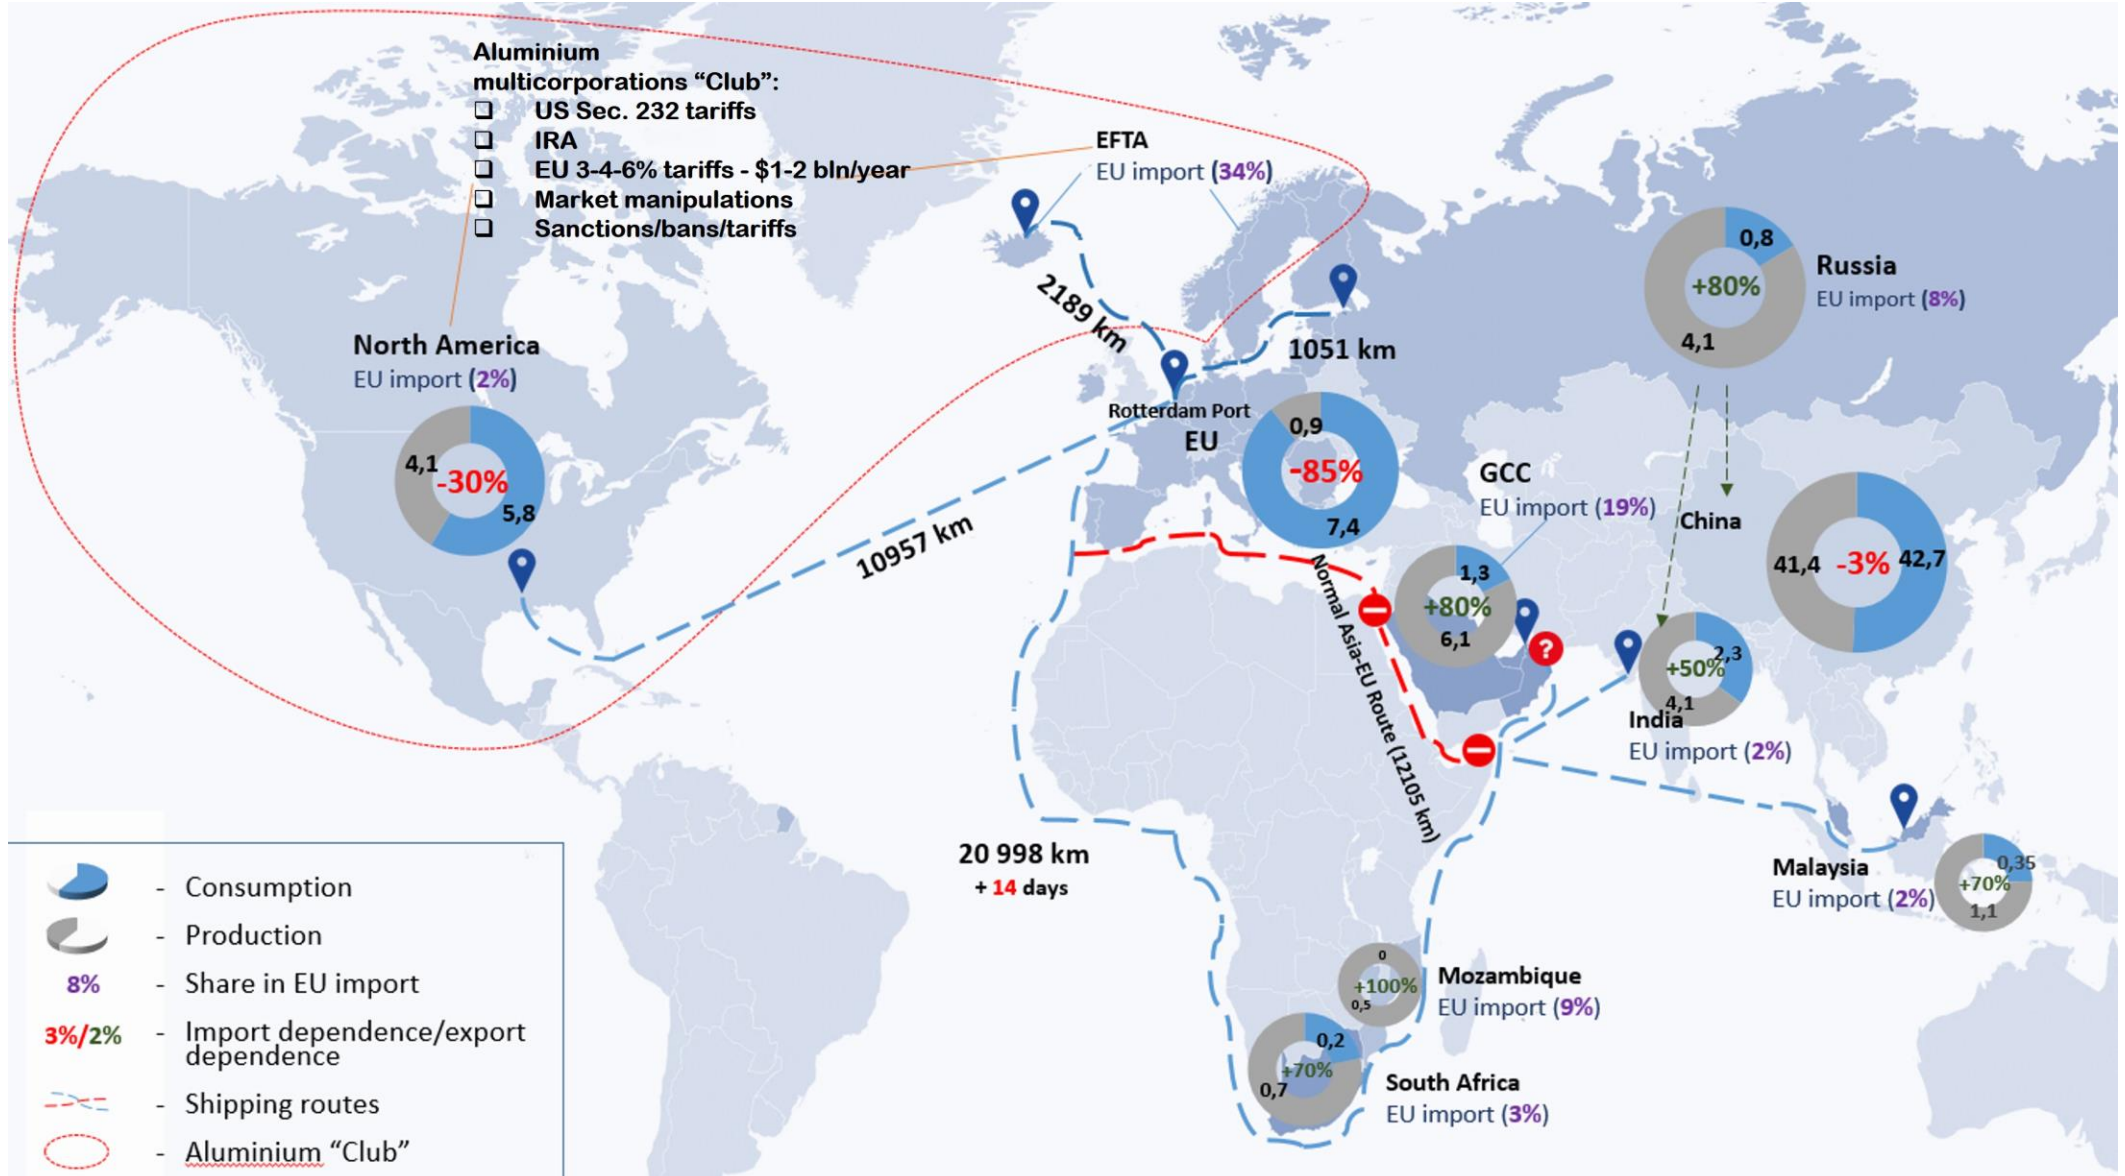 Aluminium
multicorporations “Club”:
❑ US Sec. 232 tariffs
❑ IRA
❑ EU 3-4-6% tariffs - $1-2 bln/year
❑ Market manipulations
❑ Sanctions/bans/tariffs
EFTA
EU import (34%)
2189 km
1051 km
0,8
+80%
4,1
Russia
EU import (8%)
North America
EU import (2%)
4,1
-30%
5,8
Rotterdam Port
EU
0,9
-85%
7,4
10957 km
GCC
EU import (19%)
1,3
+80%
6,1
?
China
41,4
-3%
42,7
Normal Asia-EU Route (12105 km)
2,3
+50%
4,1
India
EU import (2%)
20 998 km
+ 14 days
Malaysia
EU import (2%)
0,35
+70%
1,1
0
+100%
0,5
Mozambique
EU import (9%)
0,2
+70%
0,7
South Africa
EU import (3%)
- Consumption
- Production
8% - Share in EU import
3%/2% - Import dependence/export
dependence
- Shipping routes
- Aluminium “Club”